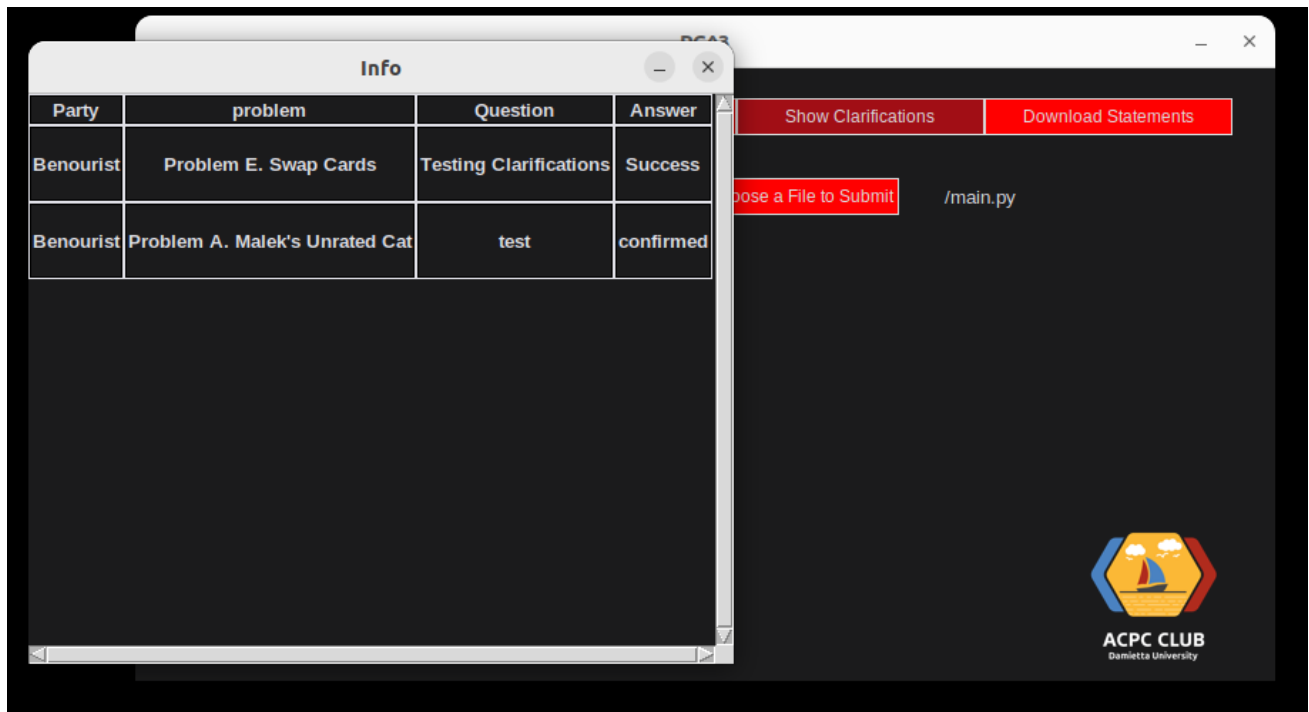 Info
Party problem Question Answer
Benourist Problem E. Swap Cards Testing Clarifications Success
Benourist Problem A. Malek's Unrated Cat test confirmed
Show Clarifications Download Statements
a File to Submit /main.py
ACPC CLUB
Damietta University